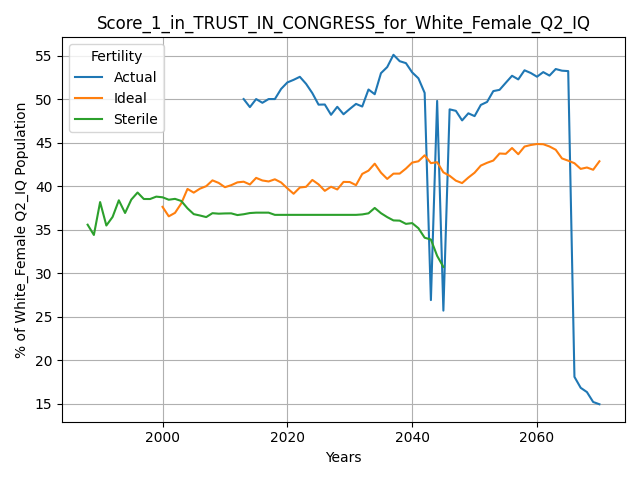 Score_1_in_TRUST_IN_CONGRESS_for_White_Female_Q2_IQ
Fertility
Actual
Ideal
Sterile
% of White_Female Q2_IQ Population
55
50
45
40
35
30
25
20
15
2000 2020 2040 2060
Years